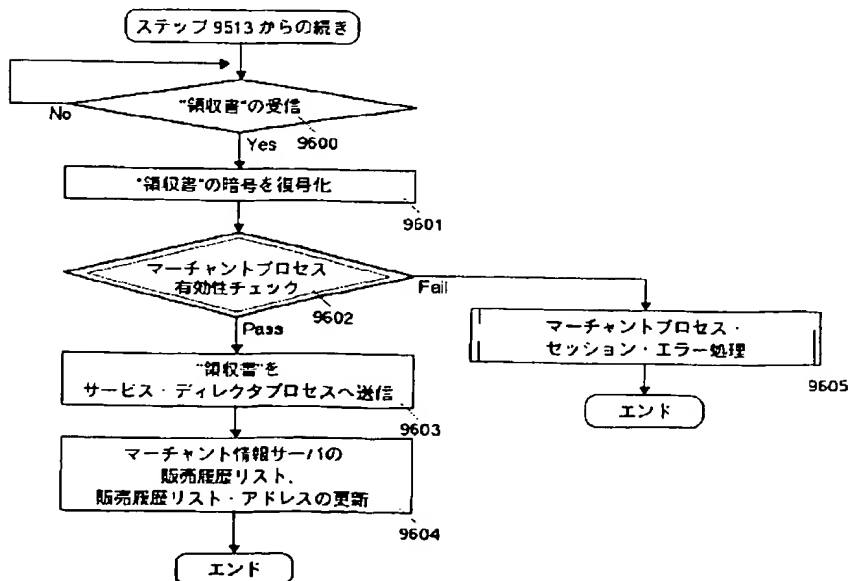 ステップ9513からの続き
"領収書"の受信
No
9600
Yes
"領収書"の暗号を復号化
9601
マーチャントプロセス
有効性チェック
Fail
9602
Pass
マーチャントプロセス・
セッション・エラー処理
9605
"領収書"を
サービス・ディレクタプロセスへ送信
9603
エンド
マーチャント情報サーバの
販売履歴リスト、
販売履歴リスト・アドレスの更新
9604
エンド